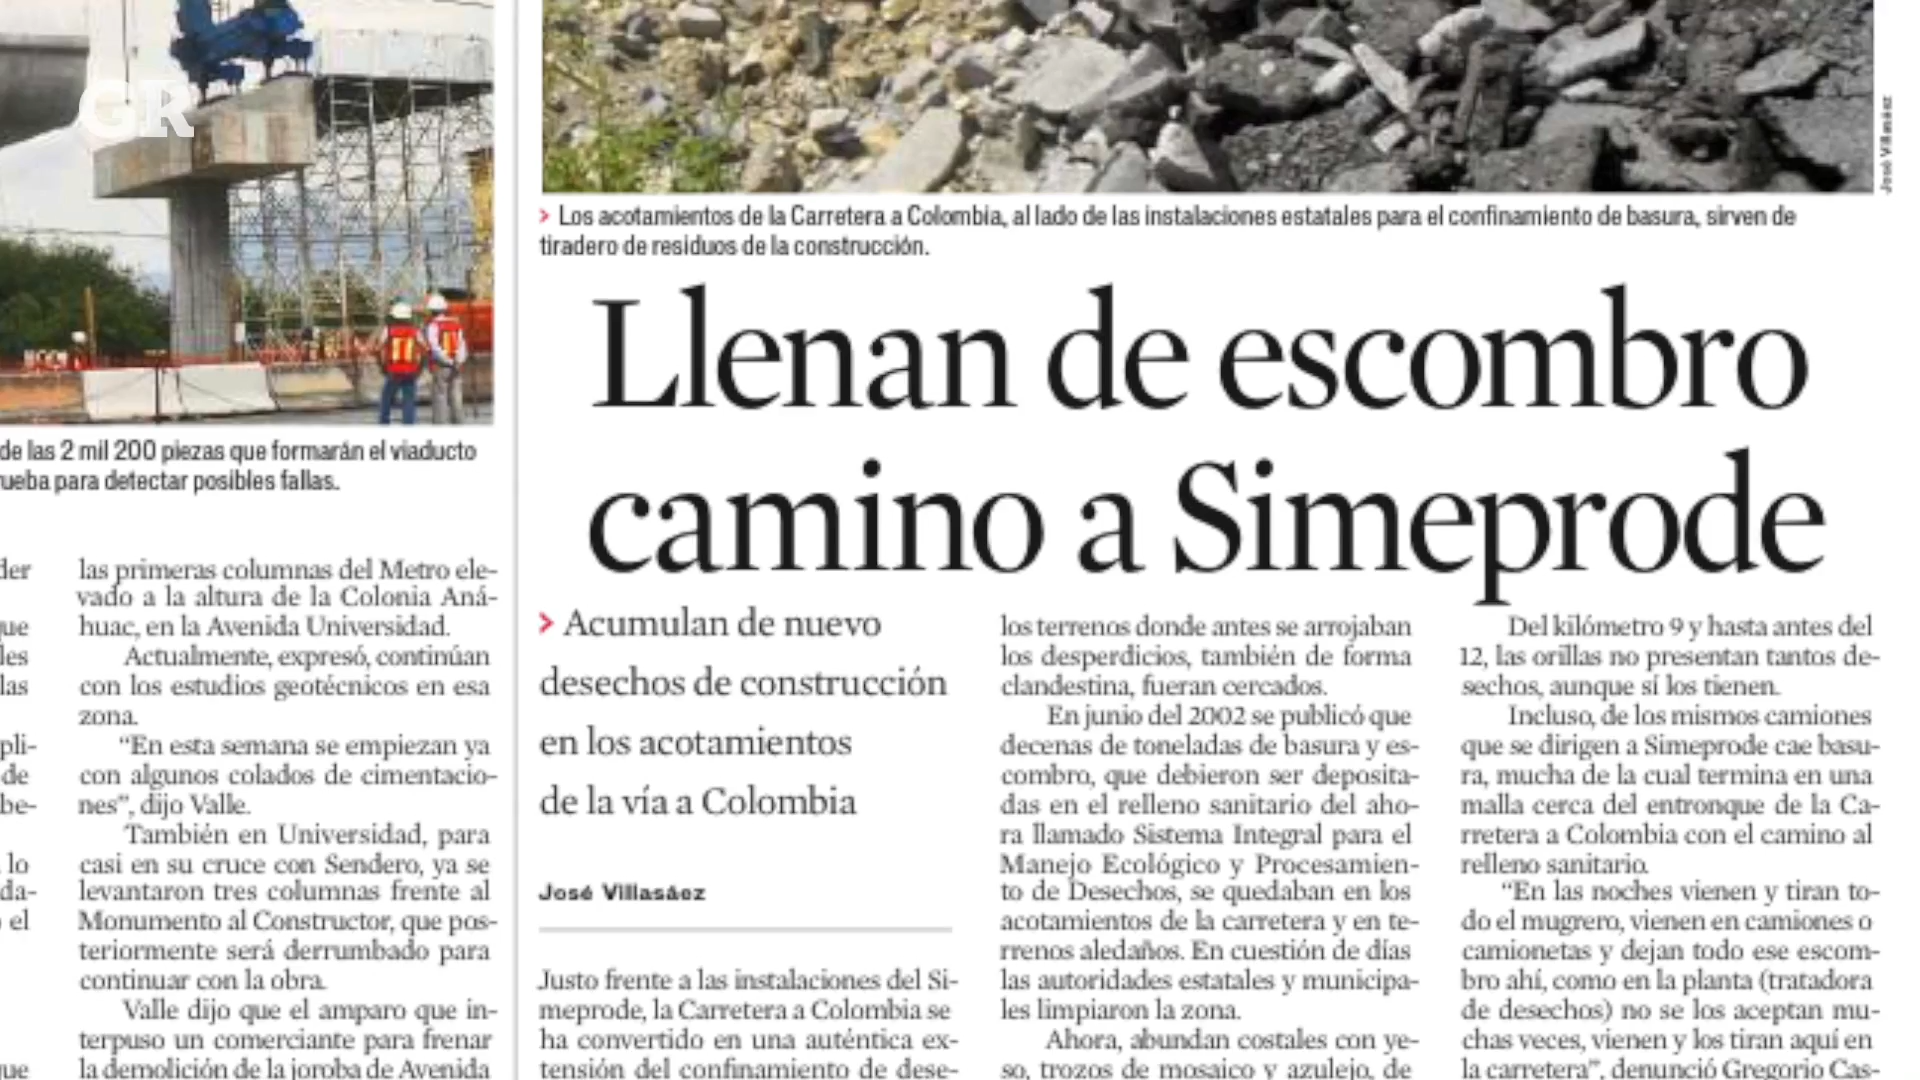 GR
José Villasáez
de las 2 mil 200 piezas que formarán el viaducto
rueba para detectar posibles fallas.
der
que
les
las
pli-
de
be-
lo
da-
el
que
las primeras columnas del Metro ele-
vado a la altura de la Colonia Aná-
huac, en la Avenida Universidad.
Actualmente, expresó, continúan
con los estudios geotécnicos en esa
zona.
“En esta semana se empiezan ya
con algunos colados de cimentacio-
nes”, dijo Valle.
También en Universidad, para
casi en su cruce con Sendero, ya se
levantaron tres columnas frente al
Monumento al Constructor, que pos-
teriormente será derrumbado para
continuar con la obra.
Valle dijo que el amparo que in-
terpuso un comerciante para frenar
la demolición de la joroba de Avenida
> Los acotamientos de la Carretera a Colombia, al lado de las instalaciones estatales para el confinamiento de basura, sirven de
tiradero de residuos de la construcción.
Llenan de escombro
camino a Simeprode
> Acumulan de nuevo
desechos de construcción
en los acotamientos
de la vía a Colombia
José Villasáez
Justo frente a las instalaciones del Si-
meprode, la Carretera a Colombia se
ha convertido en una auténtica ex-
tensión del confinamiento de dese-
los terrenos donde antes se arrojaban
los desperdicios, también de forma
clandestina, fueran cercados.
En junio del 2002 se publicó que
decenas de toneladas de basura y es-
combro, que debieron ser deposita-
das en el relleno sanitario del aho-
ra llamado Sistema Integral para el
Manejo Ecológico y Procesamien-
to de Desechos, se quedaban en los
acotamientos de la carretera y en te-
rrenos aledaños. En cuestión de días
las autoridades estatales y municipa-
les limpiaron la zona.
Ahora, abundan costales con ye-
so, trozos de mosaico y azulejo, de
Del kilómetro 9 y hasta antes del
12, las orillas no presentan tantos de-
sechos, aunque sí los tienen.
Incluso, de los mismos camiones
que se dirigen a Simeprode cae basu-
ra, mucha de la cual termina en una
malla cerca del entronque de la Ca-
rretera a Colombia con el camino al
relleno sanitario.
“En las noches vienen y tiran to-
do el mugrero, vienen en camiones o
camionetas y dejan todo ese escom-
bro ahí, como en la planta (tratadora
de desechos) no se los aceptan mu-
chas veces, vienen y los tiran aquí en
la carretera”, denunció Gregorio Cas-